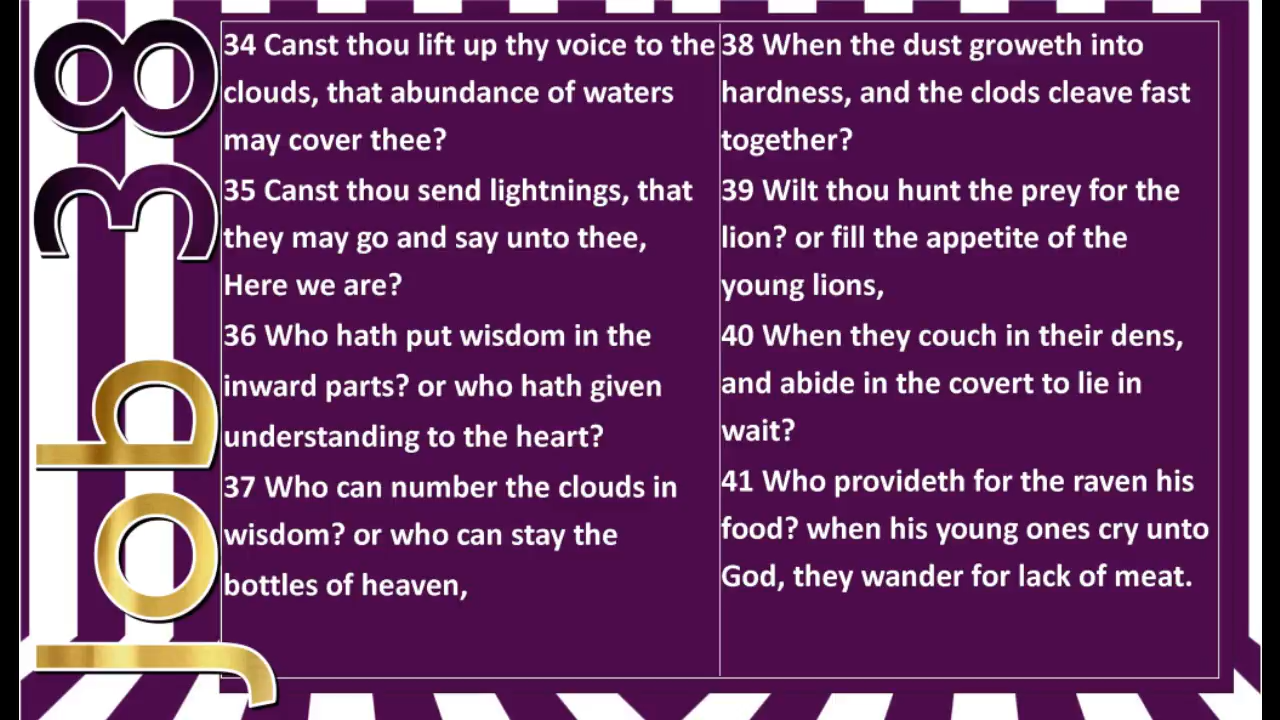 Job 38
34 Canst thou lift up thy voice to the
clouds, that abundance of waters
may cover thee?
35 Canst thou send lightnings, that
they may go and say unto thee,
Here we are?
36 Who hath put wisdom in the
inward parts? or who hath given
understanding to the heart?
37 Who can number the clouds in
wisdom? or who can stay the
bottles of heaven,
38 When the dust groweth into
hardness, and the clods cleave fast
together?
39 Wilt thou hunt the prey for the
lion? or fill the appetite of the
young lions,
40 When they couch in their dens,
and abide in the covert to lie in
wait?
41 Who provideth for the raven his
food? when his young ones cry unto
God, they wander for lack of meat.